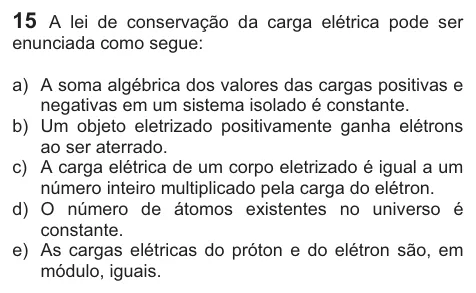 15 A lei de conservação da carga elétrica pode ser
enunciada como segue:
a) A soma algébrica dos valores das cargas positivas e
negativas em um sistema isolado é constante.
b) Um objeto eletrizado positivamente ganha elétrons
ao ser aterrado.
c) A carga elétrica de um corpo eletrizado é igual a um
número inteiro multiplicado pela carga do elétron.
d) O número de átomos existentes no universo é
constante.
e) As cargas elétricas do próton e do elétron são, em
módulo, iguais.